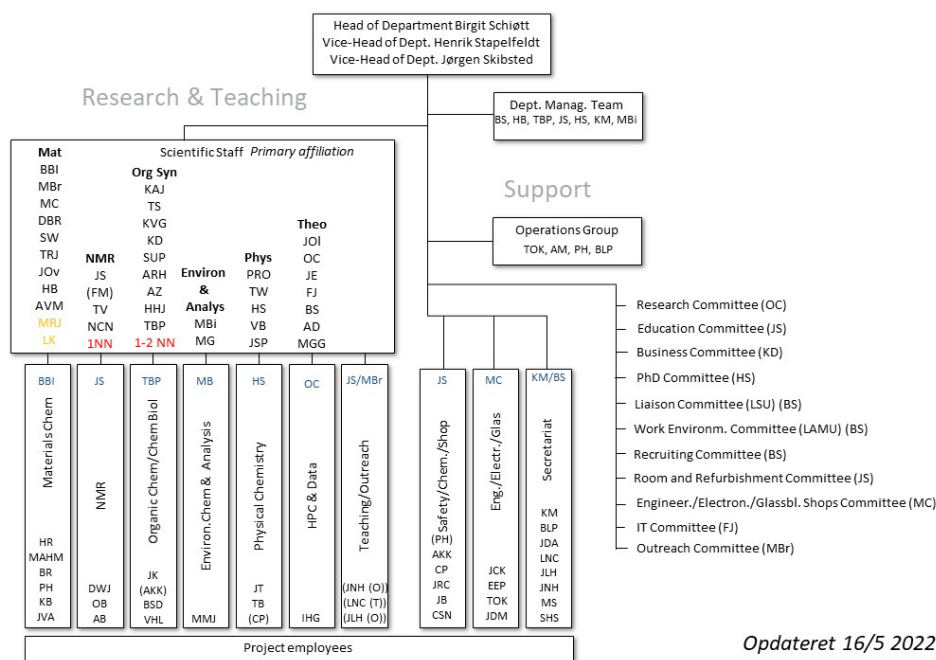 Head of Department Birgit Schiøtt
Vice-Head of Dept. Henrik Stapelfeldt
Vice-Head of Dept. Jørgen Skibsted
Research & Teaching
Dept. Manag. Team
BS, HB, TBP, JS, HS, KM, MBi
Scientific Staff Primary affiliation
Mat
BBI
MBr
MC
DBR
SW
TRJ
JOv
HB
AVM
MRJ
LK
NMR
JS
(FM)
TV
NCN
1NN
Org Syn
KAJ
TS
KVG
KD
SUP
ARH
AZ
HHJ
TBP
1-2 NN
Environ
&
Analys
MBi
MG
Phys
PRO
TW
HS
VB
JSP
Theo
JOl
OC
JE
FJ
BS
AD
MGG
Support
Operations Group
TOK, AM, PH, BLP
Research Committee (OC)
Education Committee (JS)
Business Committee (KD)
PhD Committee (HS)
Liaison Committee (LSU) (BS)
Work Environm. Committee (LAMU) (BS)
Recruiting Committee (BS)
Room and Refurbishment Committee (JS)
Engineer./Electron./Glassbl. Shops Committee (MC)
IT Committee (FJ)
Outreach Committee (MBr)
BBI
Materials Chem
HR
MAHM
BR
PH
KB
JVA
JS
NMR
DWJ
OB
AB
TBP
Organic Chem/Chem Biol
JK
(AKK)
BSD
VHL
MB
Environ.Chem & Analysis
MMJ
HS
Physical Chemistry
JT
TB
(CP)
OC
HPC & Data
IHG
JS/MBr
Teaching/Outreach
(JNH (O))
(LNC (T))
(JLH (O))
JS
Safety/Chem./Shop
(PH)
AKK
CP
JRC
JB
CSN
MC
Eng./Electr./Glas
JCK
EEP
TOK
JDM
KM/BS
Secretariat
KM
BLP
JDA
LNC
JLH
JNH
MS
SHS
Project employees
Opdateret 16/5 2022